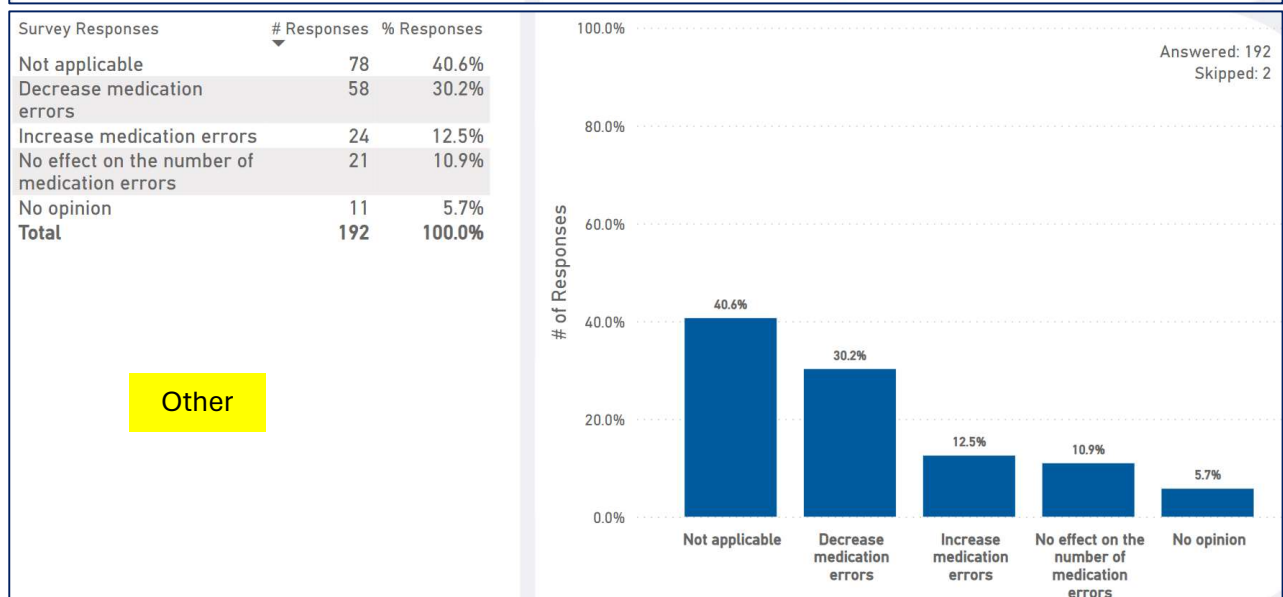 Survey Responses # Responses % Responses
Not applicable 78 40.6%
Decrease medication 58 30.2%
errors
Increase medication errors 24 12.5%
No effect on the number of 21 10.9%
medication errors
No opinion 11 5.7%
Total 192 100.0%
Other
Answered: 192
Skipped: 2
# of Responses
100.0%
80.0%
60.0%
40.0%
20.0%
0.0%
40.6%
30.2%
12.5%
10.9%
5.7%
Not applicable
Decrease
medication
errors
Increase
medication
errors
No effect on the
number of
medication
errors
No opinion